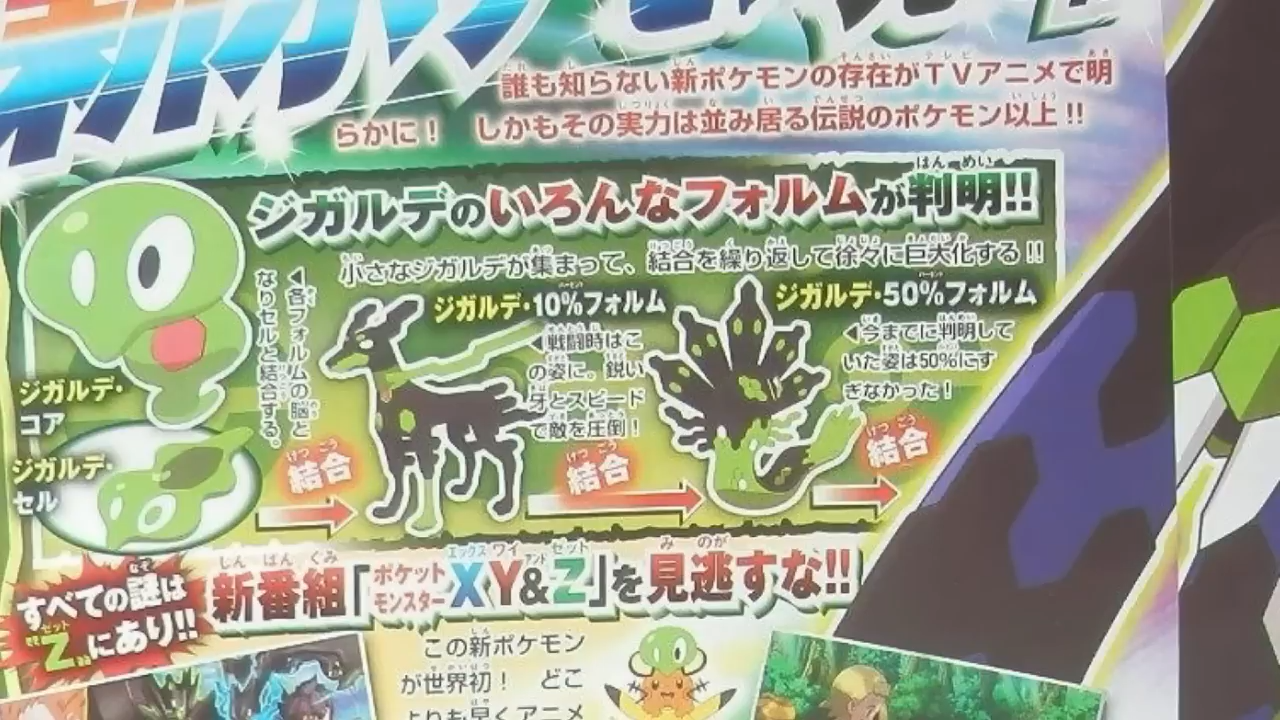 誰も知らない新ポケモンの存在がTVアニメで明
らかに! しかもその実力は並み居る伝説のポケモン以上!!
ジガルデのいろんなフォルムが判明!!
小さなジガルデが集まって、結合を繰り返して徐々に巨大化する!!
ジガルデ・
コア
◀各フォルムの脳と
なりセルと結合する。
ジガルデ・
セル
結合
ジガルデ・10%フォルム
◀戦闘時はこ
の姿に。鋭い
牙とスピード
で敵を圧倒!
結合
ジガルデ・50%フォルム
◀今までに判明して
いた姿は50%にす
ぎなかった!
結合
すべての謎は
“Z”にあり!!
新番組「ポケットモンスターXY&Z」を見逃すな!!
この新ポケモン
が世界初! どこ
よりも早くアニメ